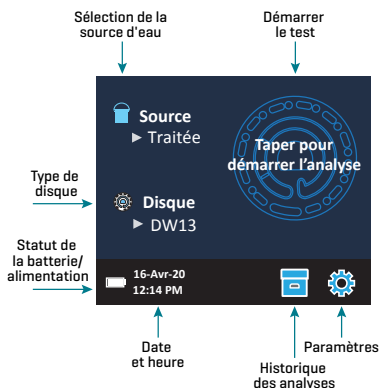 Sélection de la
source d'eau
Démarrer
le test
Source
► Traitée
Taper pour
démarrer l'analyse
Type de
disque
Disque
► DW13
Statut de
la batterie/
alimentation
16-Avr-20
12:14 PM
Date
et heure
Historique
des analyses
Paramètres